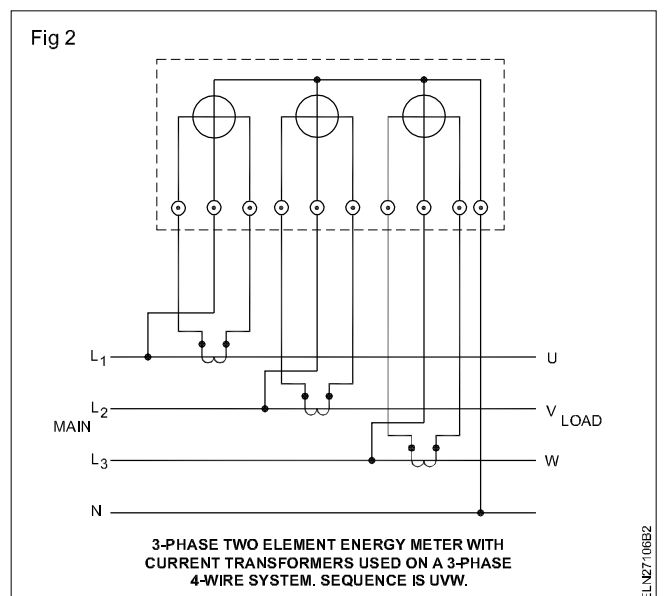 Fig 2
L1
U
L2
V
MAIN
LOAD
L3
W
N
3-PHASE TWO ELEMENT ENERGY METER WITH
CURRENT TRANSFORMERS USED ON A 3-PHASE
4-WIRE SYSTEM. SEQUENCE IS UVW.
ELN27106B2